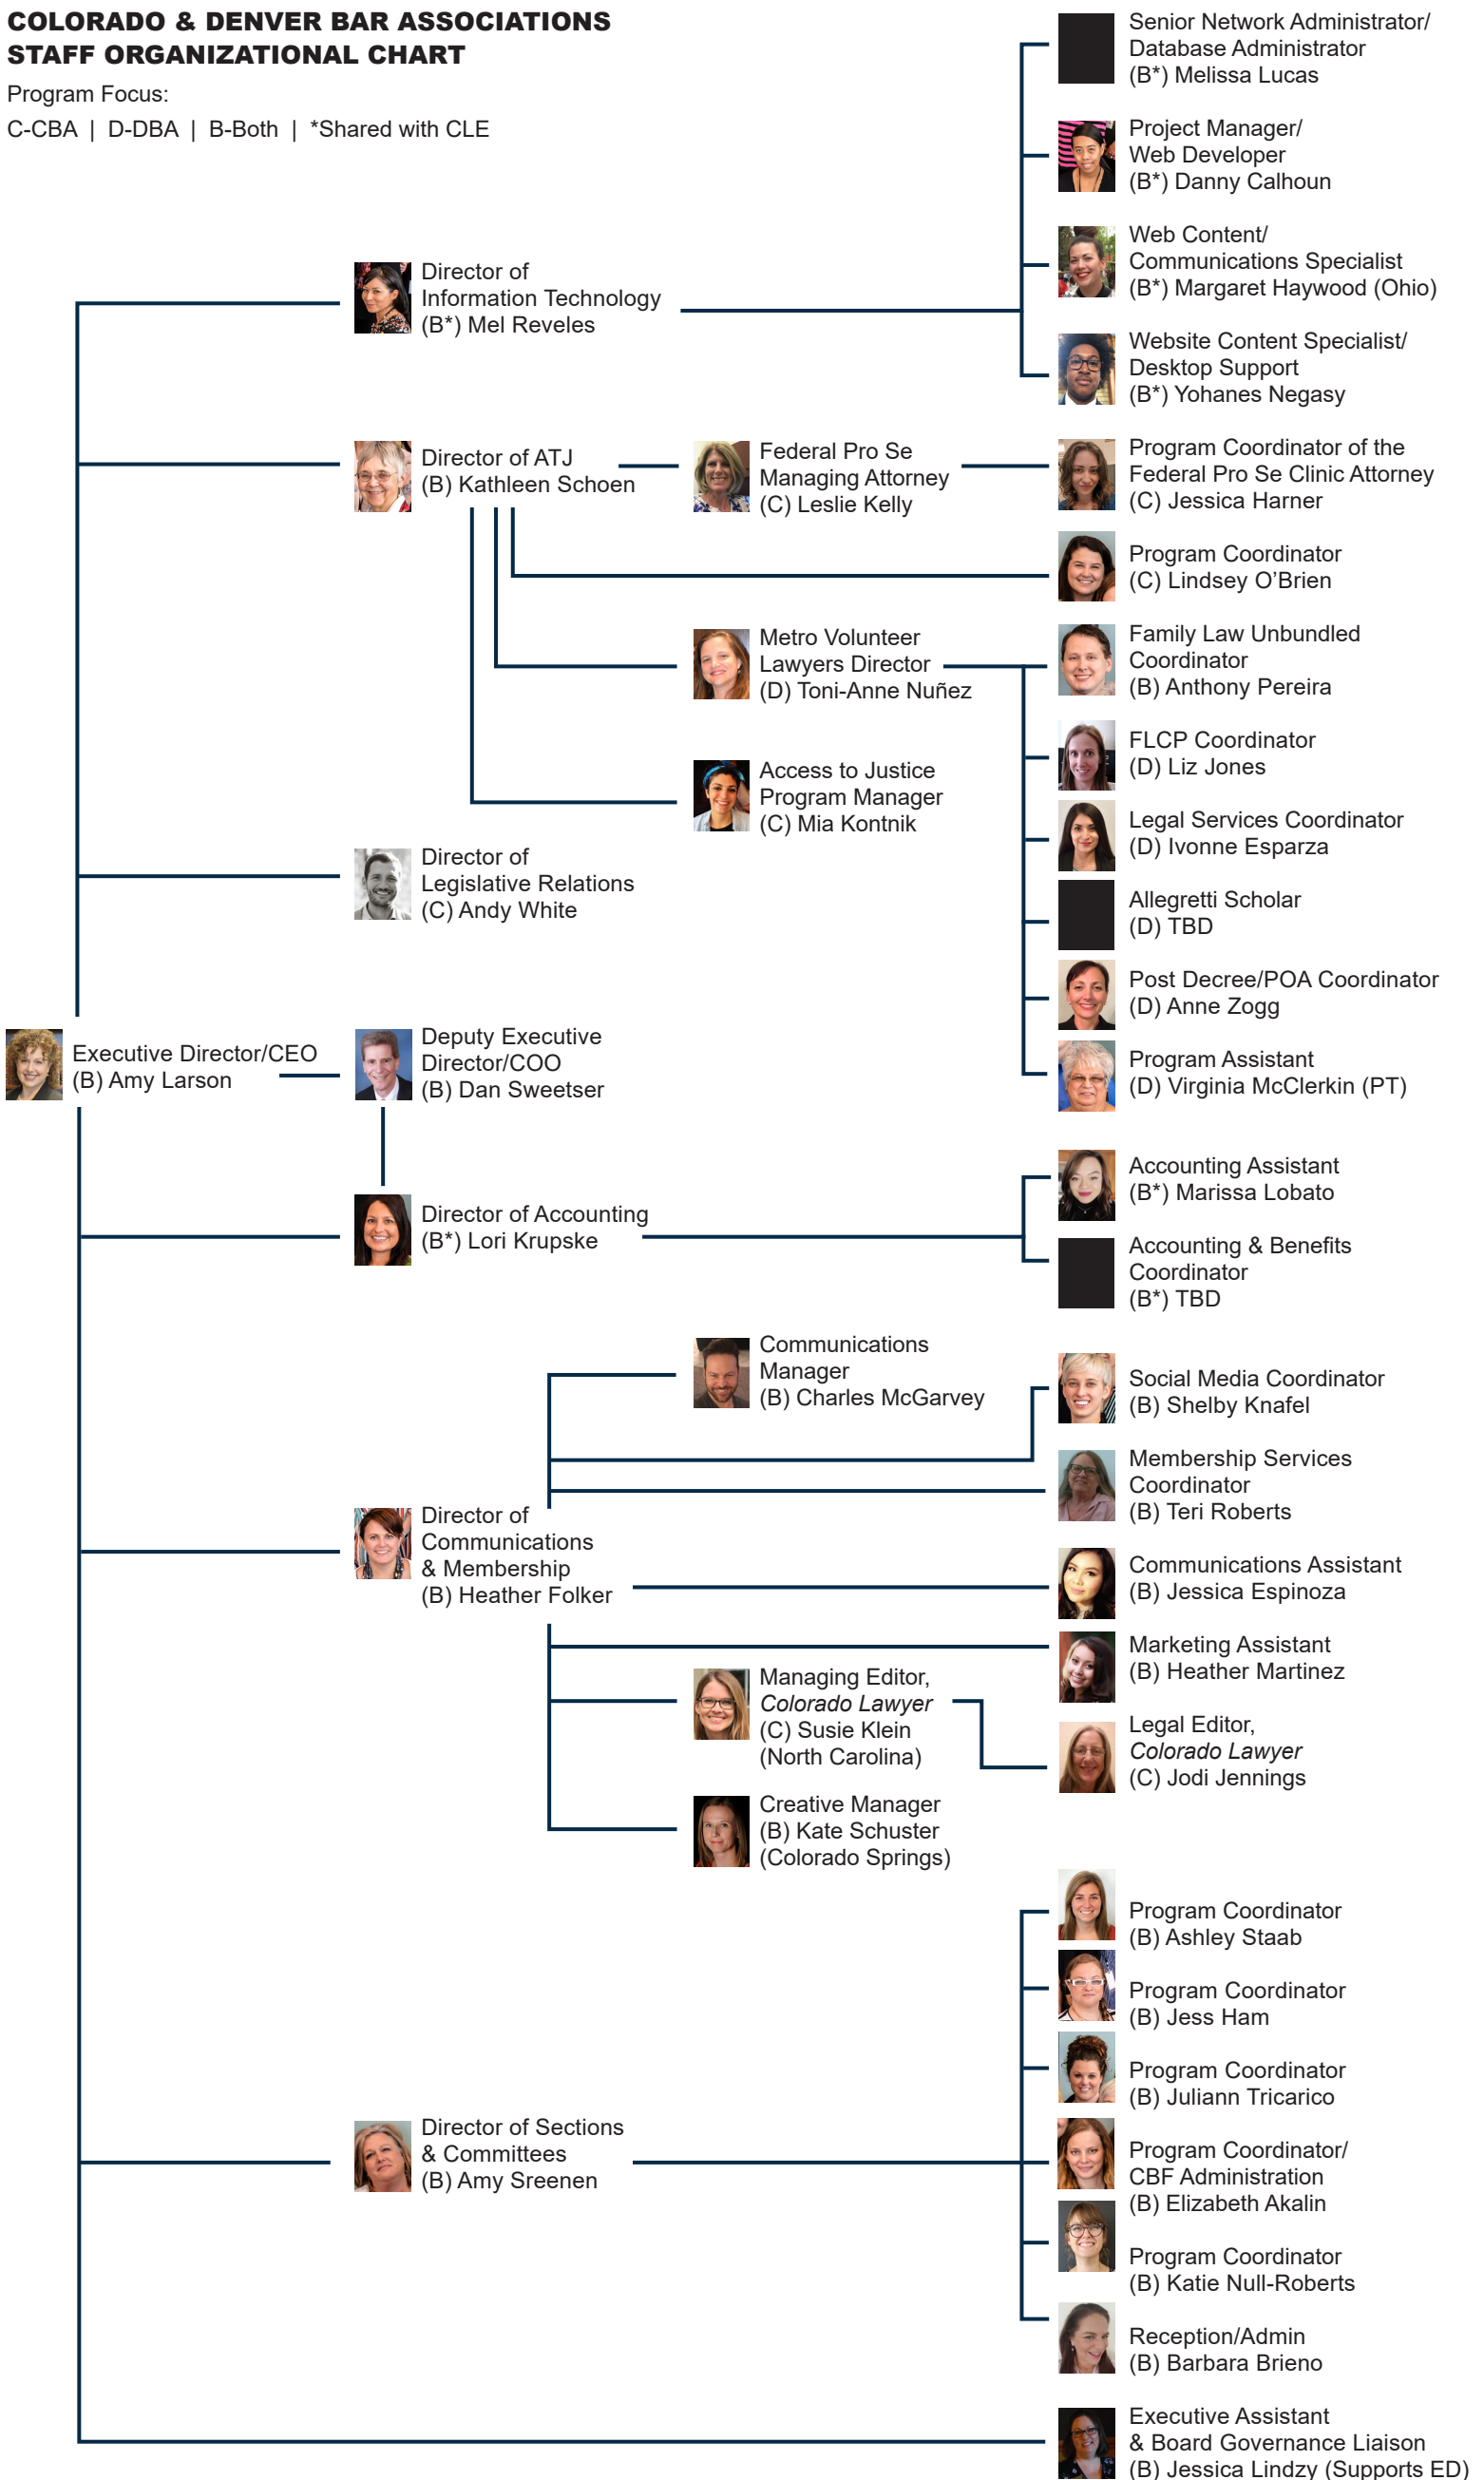 COLORADO & DENVER BAR ASSOCIATIONS
STAFF ORGANIZATIONAL CHART
Program Focus:
C-CBA | D-DBA | B-Both | *Shared with CLE
Senior Network Administrator/
Database Administrator
(B*) Melissa Lucas
Project Manager/
Web Developer
(B*) Danny Calhoun
Web Content/
Communications Specialist
(B*) Margaret Haywood (Ohio)
Director of
Information Technology
(B*) Mel Reveles
Website Content Specialist/
Desktop Support
(B*) Yohanes Negasy
Director of ATJ
(B) Kathleen Schoen
Federal Pro Se
Managing Attorney
(C) Leslie Kelly
Program Coordinator of the
Federal Pro Se Clinic Attorney
(C) Jessica Harner
Program Coordinator
(C) Lindsey O’Brien
Metro Volunteer
Lawyers Director
(D) Toni-Anne Nuñez
Family Law Unbundled
Coordinator
(B) Anthony Pereira
FLCP Coordinator
(D) Liz Jones
Access to Justice
Program Manager
(C) Mia Kontnik
Legal Services Coordinator
(D) Ivonne Esparza
Director of
Legislative Relations
(C) Andy White
Allegretti Scholar
(D) TBD
Post Decree/POA Coordinator
(D) Anne Zogg
Executive Director/CEO
(B) Amy Larson
Deputy Executive
Director/COO
(B) Dan Sweetser
Program Assistant
(D) Virginia McClerkin (PT)
Accounting Assistant
(B*) Marissa Lobato
Director of Accounting
(B*) Lori Krupske
Accounting & Benefits
Coordinator
(B*) TBD
Communications
Manager
(B) Charles McGarvey
Social Media Coordinator
(B) Shelby Knafel
Membership Services
Coordinator
(B) Teri Roberts
Director of
Communications
& Membership
(B) Heather Folker
Communications Assistant
(B) Jessica Espinoza
Marketing Assistant
(B) Heather Martinez
Managing Editor,
Colorado Lawyer
(C) Susie Klein
(North Carolina)
Legal Editor,
Colorado Lawyer
(C) Jodi Jennings
Creative Manager
(B) Kate Schuster
(Colorado Springs)
Program Coordinator
(B) Ashley Staab
Program Coordinator
(B) Jess Ham
Program Coordinator
(B) Juliann Tricarico
Director of Sections
& Committees
(B) Amy Sreenen
Program Coordinator/
CBF Administration
(B) Elizabeth Akalin
Program Coordinator
(B) Katie Null-Roberts
Reception/Admin
(B) Barbara Brieno
Executive Assistant
& Board Governance Liaison
(B) Jessica Lindzy (Supports ED)